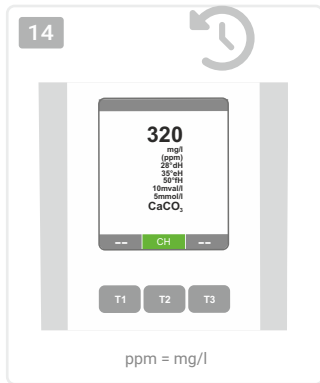 14
320
mg/l
(ppm)
28°dH
35°eH
50°fH
10mval/l
5mmol/l
CaCO₃
-- CH --
T1 T2 T3
ppm = mg/l